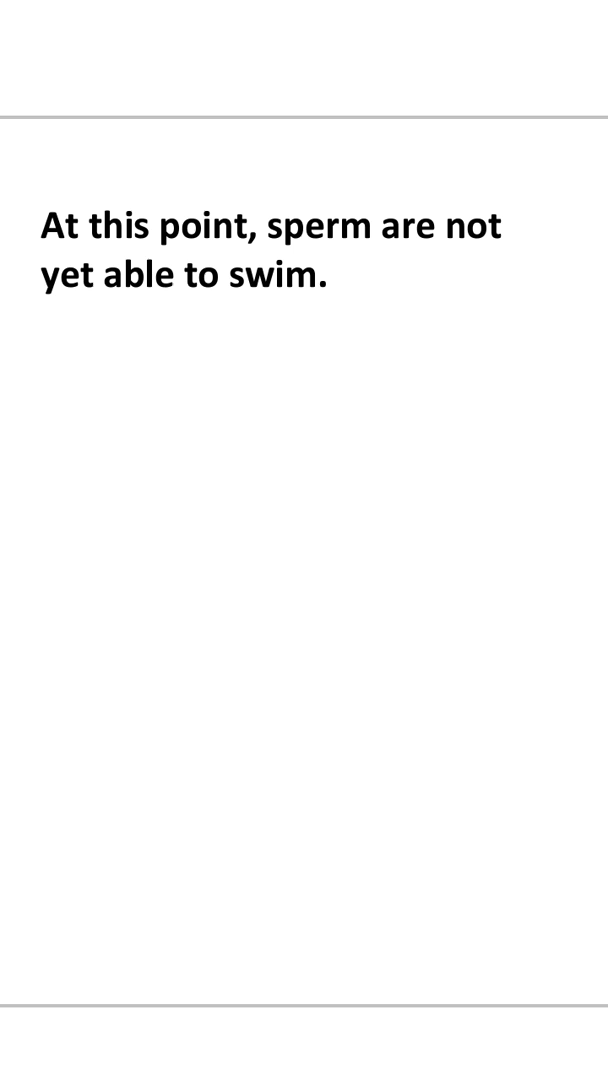 At this point, sperm are not
yet able to swim.